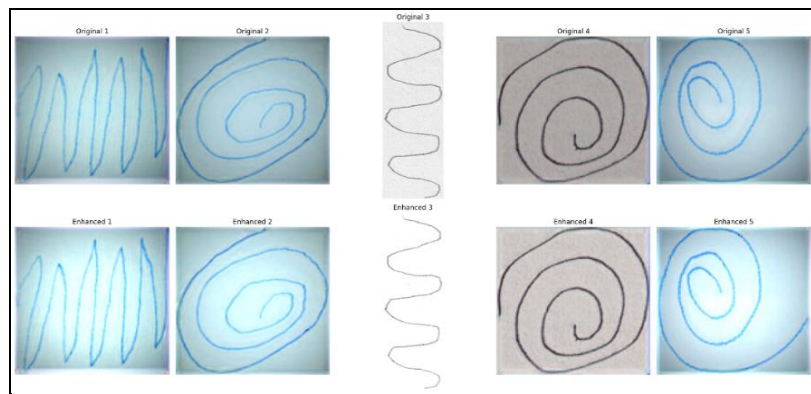 Original 1
Original 2
Original 3
Original 4
Original 5
Enhanced 1
Enhanced 2
Enhanced 3
Enhanced 4
Enhanced 5